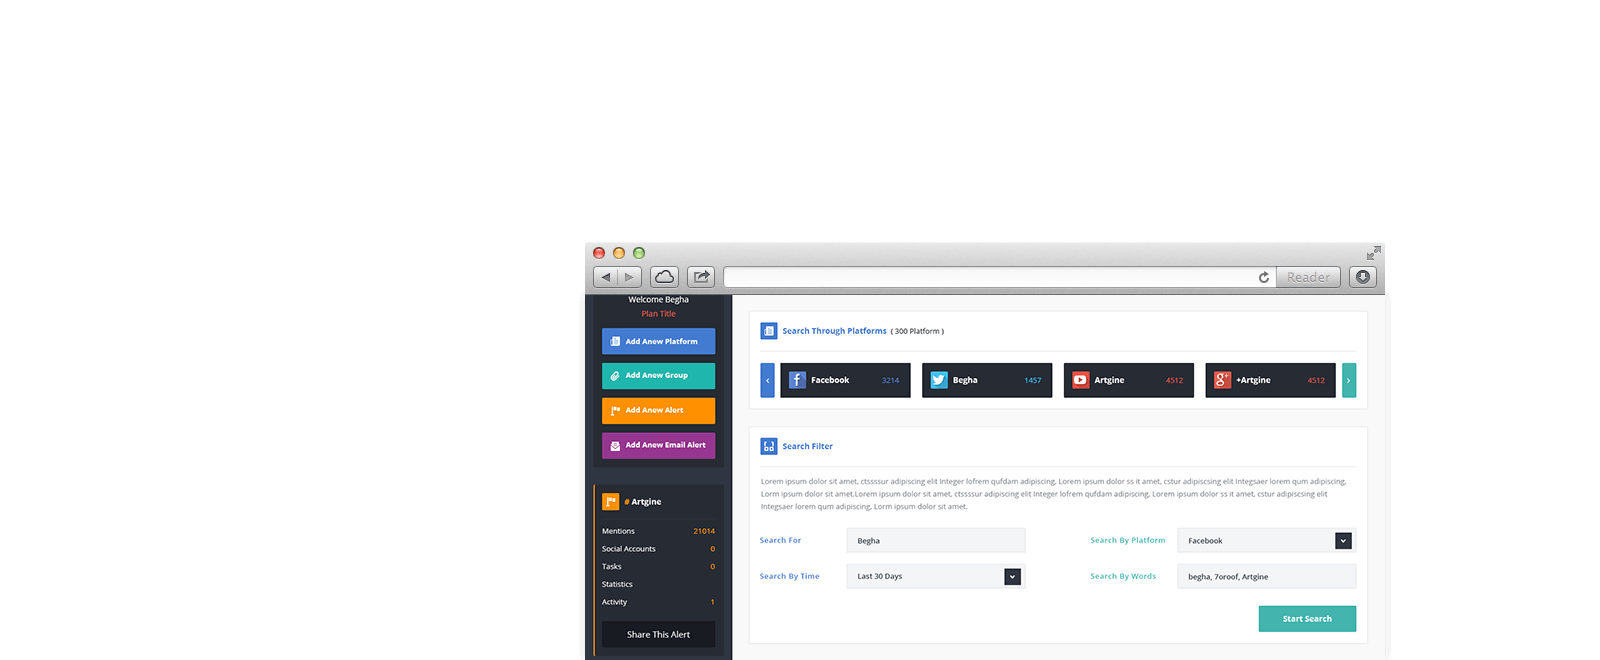 Reader
Welcome Begha
Plan Title
Add Anew Platform
Add Anew Group
Add Anew Alert
Add Anew Email Alert
# Artgine
Mentions 21014
Social Accounts 0
Tasks 0
Statistics
Activity 1
Share This Alert
Search Through Platforms ( 300 Platform )
Facebook 3214
Begha 1457
Artgine 4512
+Artgine 4512
Search Filter
Lorem ipsum dolor sit amet, ctssssur adipiscing elit Integer lofrem qufdam adipiscing, Lorem ipsum dolor ss it amet, cstur adipiscsing elit Integsaer lorem qum adipiscing,
Lorm ipsum dolor sit amet.Lorem ipsum dolor sit amet, ctssssur adipiscing elit Integer lofrem qufdam adipiscing, Lorem ipsum dolor ss it amet, cstur adipiscsing elit
Integsaer lorem qum adipiscing, Lorm ipsum dolor sit amet.
Search For Begha
Search By Platform Facebook
Search By Time Last 30 Days
Search By Words begha, 7oroof, Artgine
Start Search